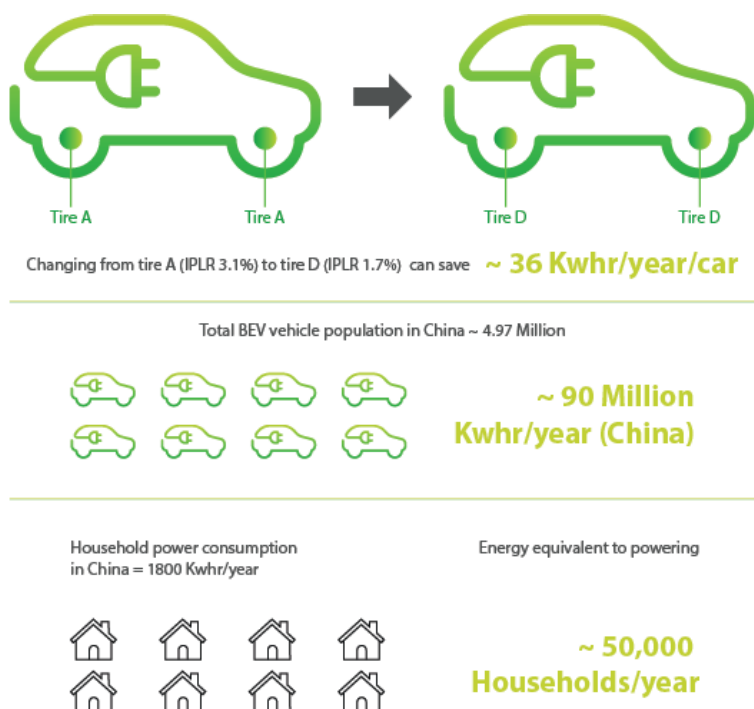 Tire A
Tire A
Tire D
Tire D
Changing from tire A (IPLR 3.1%) to tire D (IPLR 1.7%) can save ~ 36 Kwhr/year/car
Total BEV vehicle population in China ~ 4.97 Million
~ 90 Million
Kwhr/year (China)
Household power consumption
in China = 1800 Kwhr/year
Energy equivalent to powering
~ 50,000
Households/year